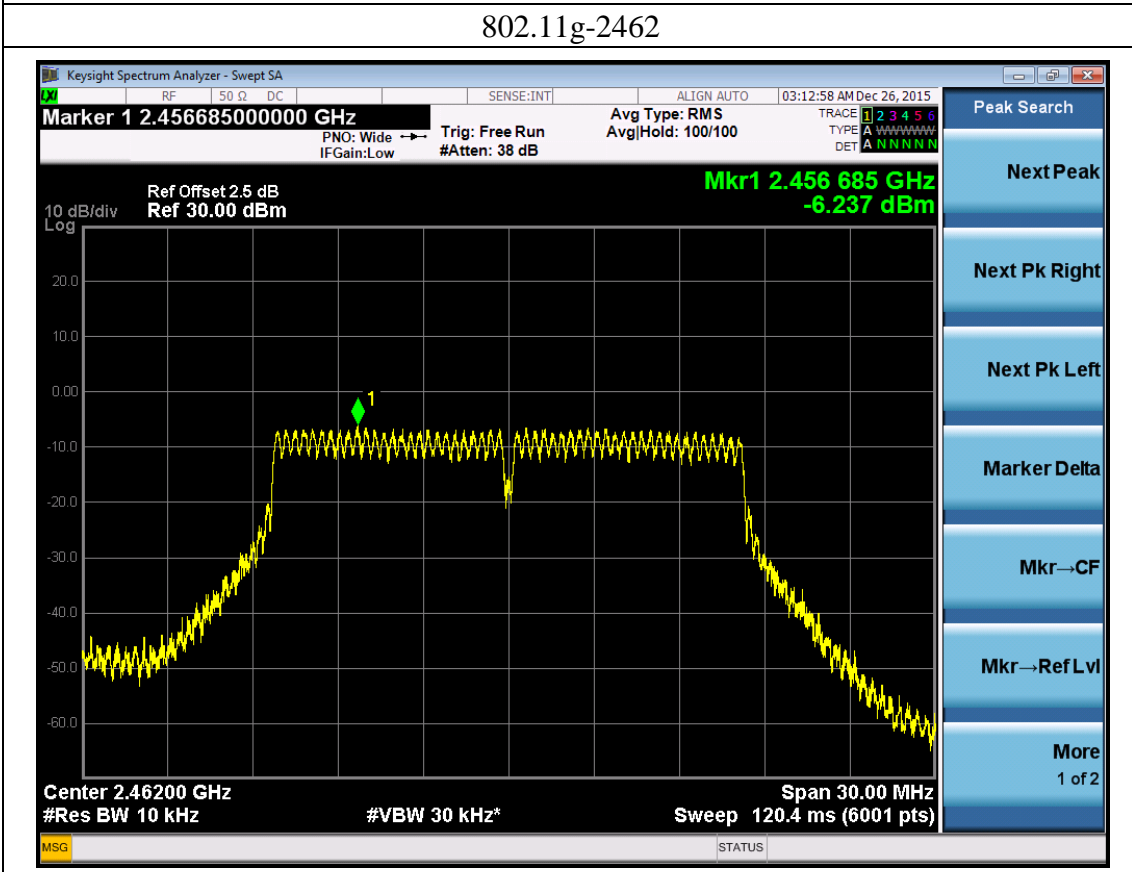 802.11g-2462
Keysight Spectrum Analyzer - Swept SA
LXI RF 50 Ω DC SENSE:INT ALIGN AUTO 03:12:58 AM Dec 26, 2015
Marker 1 2.456685000000 GHz
PNO: Wide
IFGain:Low
Trig: Free Run
#Atten: 38 dB
Avg Type: RMS
Avg|Hold: 100/100
TRACE 1 2 3 4 5 6
TYPE A WWWWW
DET A N N N N N
Peak Search
Mkr1 2.456 685 GHz
-6.237 dBm
Ref Offset 2.5 dB
10 dB/div Ref 30.00 dBm
Log
20.0
10.0
0.00
-10.0
-20.0
-30.0
-40.0
-50.0
-60.0
1
Center 2.46200 GHz Span 30.00 MHz
#Res BW 10 kHz #VBW 30 kHz* Sweep 120.4 ms (6001 pts)
Next Peak
Next Pk Right
Next Pk Left
Marker Delta
Mkr→CF
Mkr→Ref Lvl
More
1 of 2
MSG STATUS